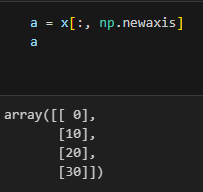 a = x[:, np.newaxis]
a
array([[ 0],
       [10],
       [20],
       [30]])